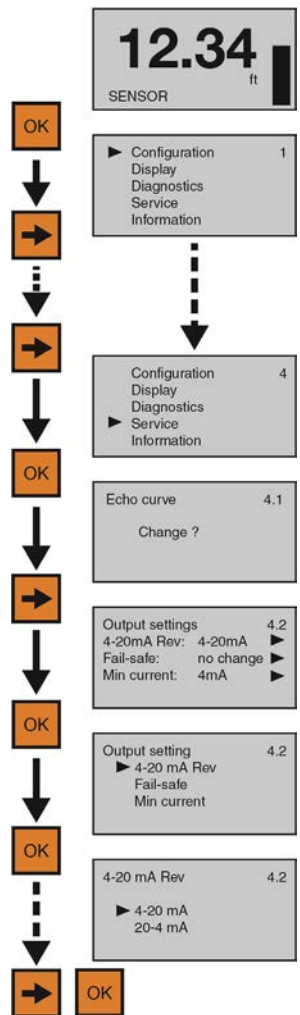 12.34
ft
SENSOR
OK
Configuration 1
Display
Diagnostics
Service
Information
Configuration 4
Display
Diagnostics
Service
Information
OK
Echo curve 4.1
Change ?
Output settings 4.2
4-20mA Rev: 4-20mA
Fail-safe: no change
Min current: 4mA
OK
Output setting 4.2
4-20 mA Rev
Fail-safe
Min current
OK
4-20 mA Rev 4.2
4-20 mA
20-4 mA
OK